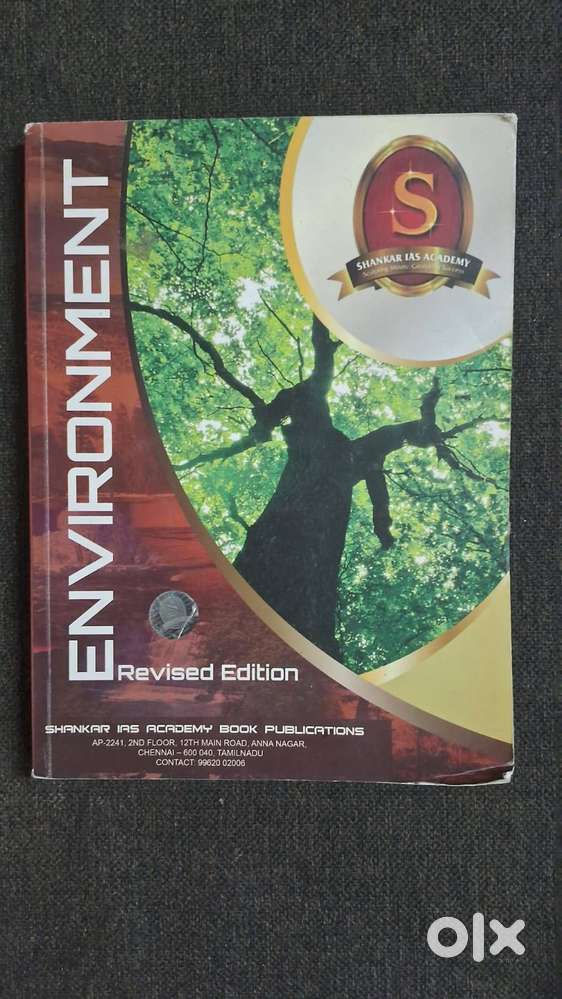 S
SHANKAR IAS ACADEMY
ENVIRONMENT
Revised Edition
SHANKAR IAS ACADEMY BOOK PUBLICATIONS
AP-2241, 2ND FLOOR, 12TH MAIN ROAD, ANNA NAGAR,
CHENNAI – 600 040, TAMILNADU
CONTACT: 99620 02006
olx